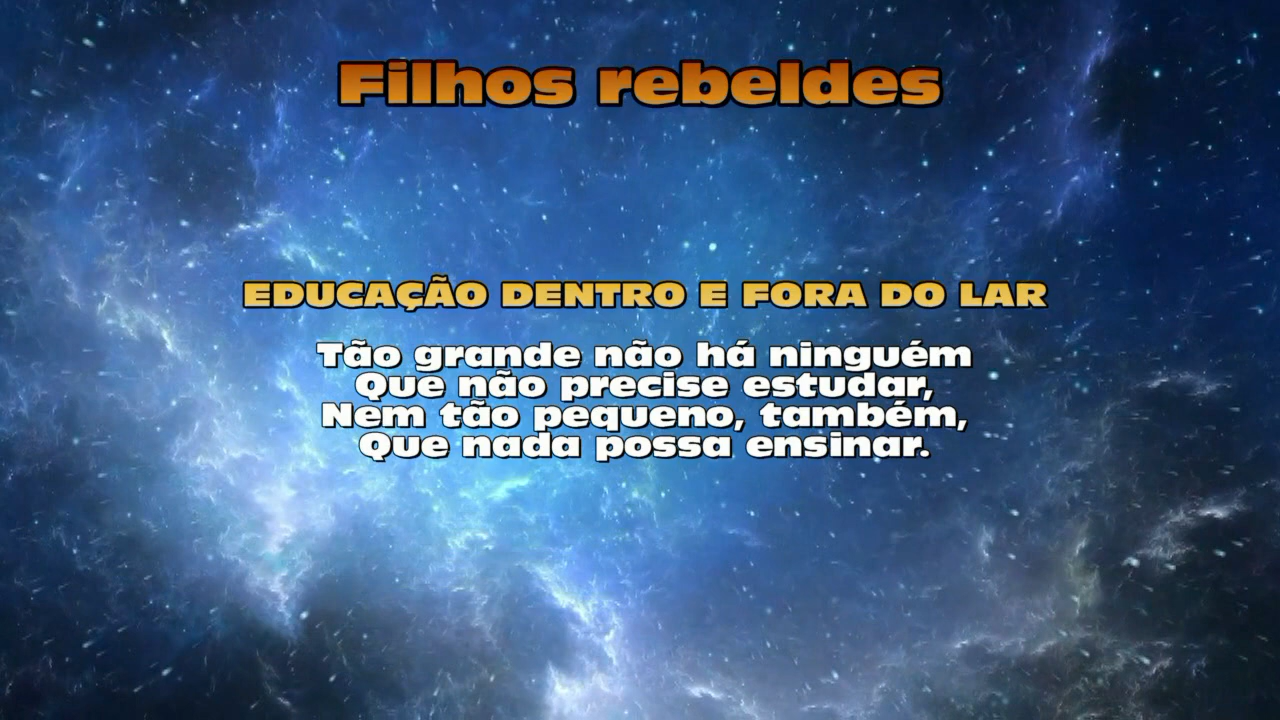 Filhos rebeldes
EDUCAÇÃO DENTRO E FORA DO LAR
Tão grande não há ninguém
Que não precise estudar,
Nem tão pequeno, também,
Que nada possa ensinar.